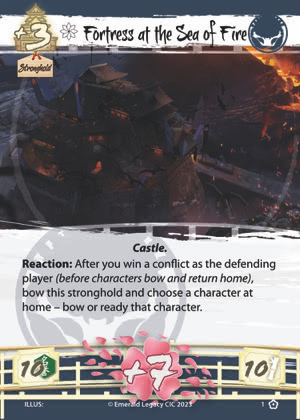 +3
Fortress at the Sea of Fire
Stronghold
Castle.
Reaction: After you win a conflict as the defending
player (before characters bow and return home),
bow this stronghold and choose a character at
home – bow or ready that character.
10
+7
10
ILLUS:
© Emerald Legacy CIC 2023
1